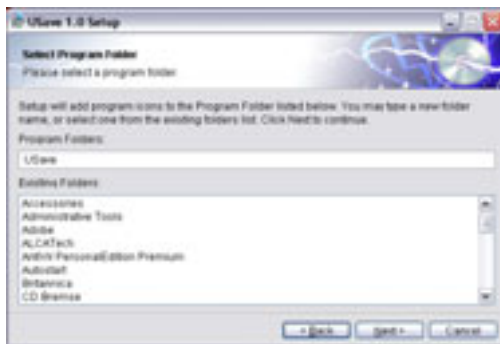 USave 1.0 Setup
Select Program Folder
Please select a program folder.
Setup will add program icons to the Program Folder listed below. You may type a new folder
name, or select one from the existing folders list. Click Next to continue.
Program Folders:
USave
Existing Folders:
Accessories
Administrative Tools
Adobe
ALCATech
AntiVir PersonalEdition Premium
Autostart
Britannica
CD Bremse
< Back
Next >
Cancel